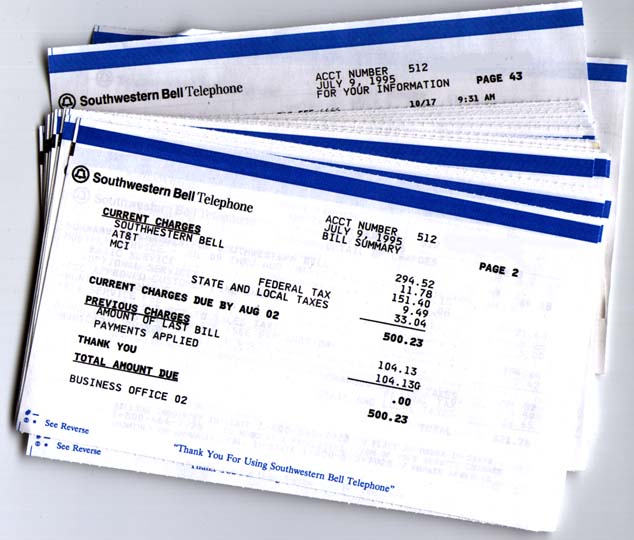 Southwestern Bell Telephone
ACCT NUMBER 512
JULY 9, 1995
FOR YOUR INFORMATION
PAGE 43
10/17 9:31 AM
Southwestern Bell Telephone
ACCT NUMBER 512
JULY 9, 1995
BILL SUMMARY
PAGE 2
CURRENT CHARGES
SOUTHWESTERN BELL 294.52
AT&T 11.78
MCI 151.40
FEDERAL TAX 9.49
STATE AND LOCAL TAXES 33.04
CURRENT CHARGES DUE BY AUG 02 500.23
PREVIOUS CHARGES
AMOUNT OF LAST BILL 104.13
PAYMENTS APPLIED 104.13
THANK YOU .00
TOTAL AMOUNT DUE 500.23
BUSINESS OFFICE 02
See Reverse
"Thank You For Using Southwestern Bell Telephone"
See Reverse